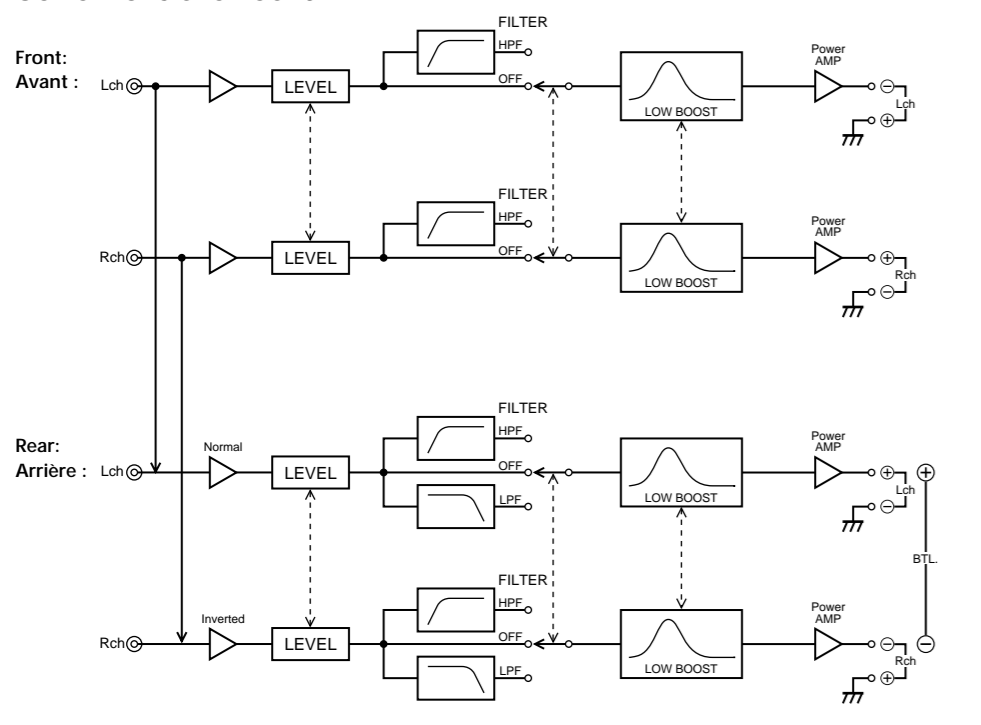 FILTER
Front:
Avant :
Lch
LEVEL
HPF
OFF
LOW BOOST
Power
AMP
⊖
Lch
⊕
FILTER
Rch
LEVEL
HPF
OFF
LOW BOOST
Power
AMP
⊕
Rch
⊖
FILTER
Rear:
Arrière :
Lch
Normal
LEVEL
HPF
OFF
LPF
LOW BOOST
Power
AMP
⊕
Lch
⊖
⊕
BTL.
⊖
FILTER
Rch
Inverted
LEVEL
HPF
OFF
LPF
LOW BOOST
Power
AMP
⊖
Rch
⊕